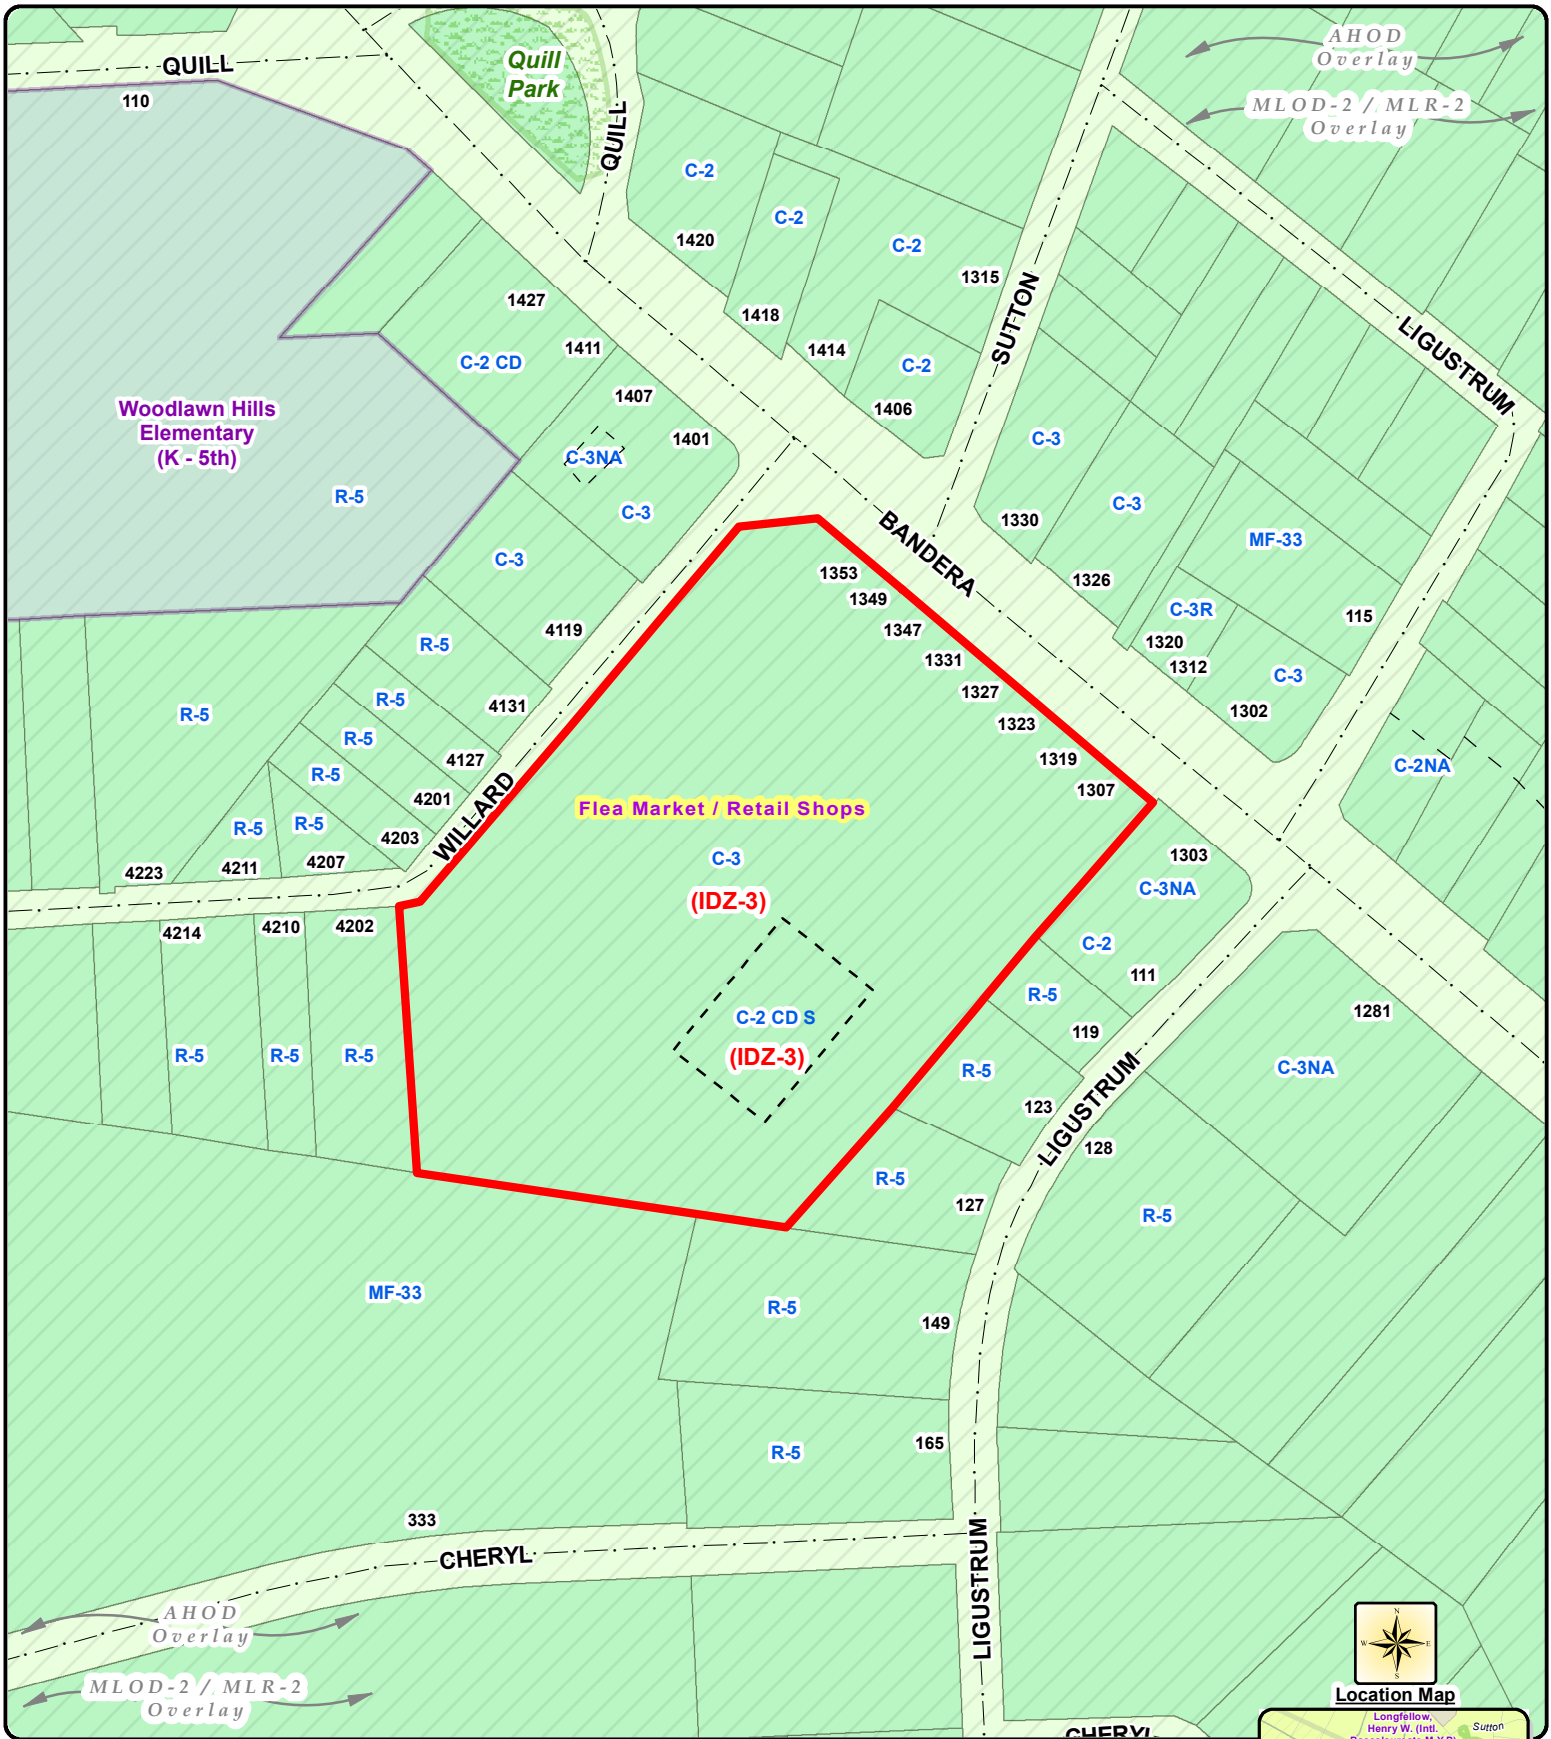 QUILL
110
Quill
Park
QUILL
AHOD
Overlay
MLOD-2 / MLR-2
Overlay
C-2
C-2
C-2
1420
1315
1427
1418
SUTTON
LIGUSTRUM
1411
1414
C-2 CD
C-2
1407
1406
Woodlawn Hills
Elementary
(K - 5th)
1401
C-3
C-3NA
R-5
C-3
C-3
1330
BANDERA
MF-33
C-3
1353
1326
1349
C-3R
115
4119
1347
1320
R-5
1331
1312
C-3
R-5
1327
4131
R-5
1302
1323
R-5
4127
1319
C-2NA
R-5
1307
4201
WILLARD
Flea Market / Retail Shops
R-5
R-5
4203
1303
C-3
4207
4211
4223
C-3NA
(IDZ-3)
4202
4210
4214
C-2
111
R-5
1281
C-2 CD S
119
R-5
R-5
R-5
(IDZ-3)
R-5
C-3NA
123
LIGUSTRUM
128
R-5
127
R-5
MF-33
R-5
149
165
R-5
333
CHERYL
LIGUSTRUM
AHOD
Overlay
MLOD-2 / MLR-2
Overlay
N
W E
S
Location Map
CHERYL
Longfellow,
Henry W. (Intl.
Sutton